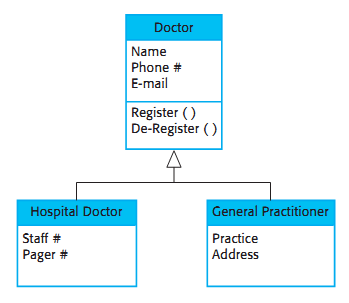 Doctor
Name
Phone #
E-mail
Register ( )
De-Register ( )
Hospital Doctor
Staff #
Pager #
General Practitioner
Practice
Address